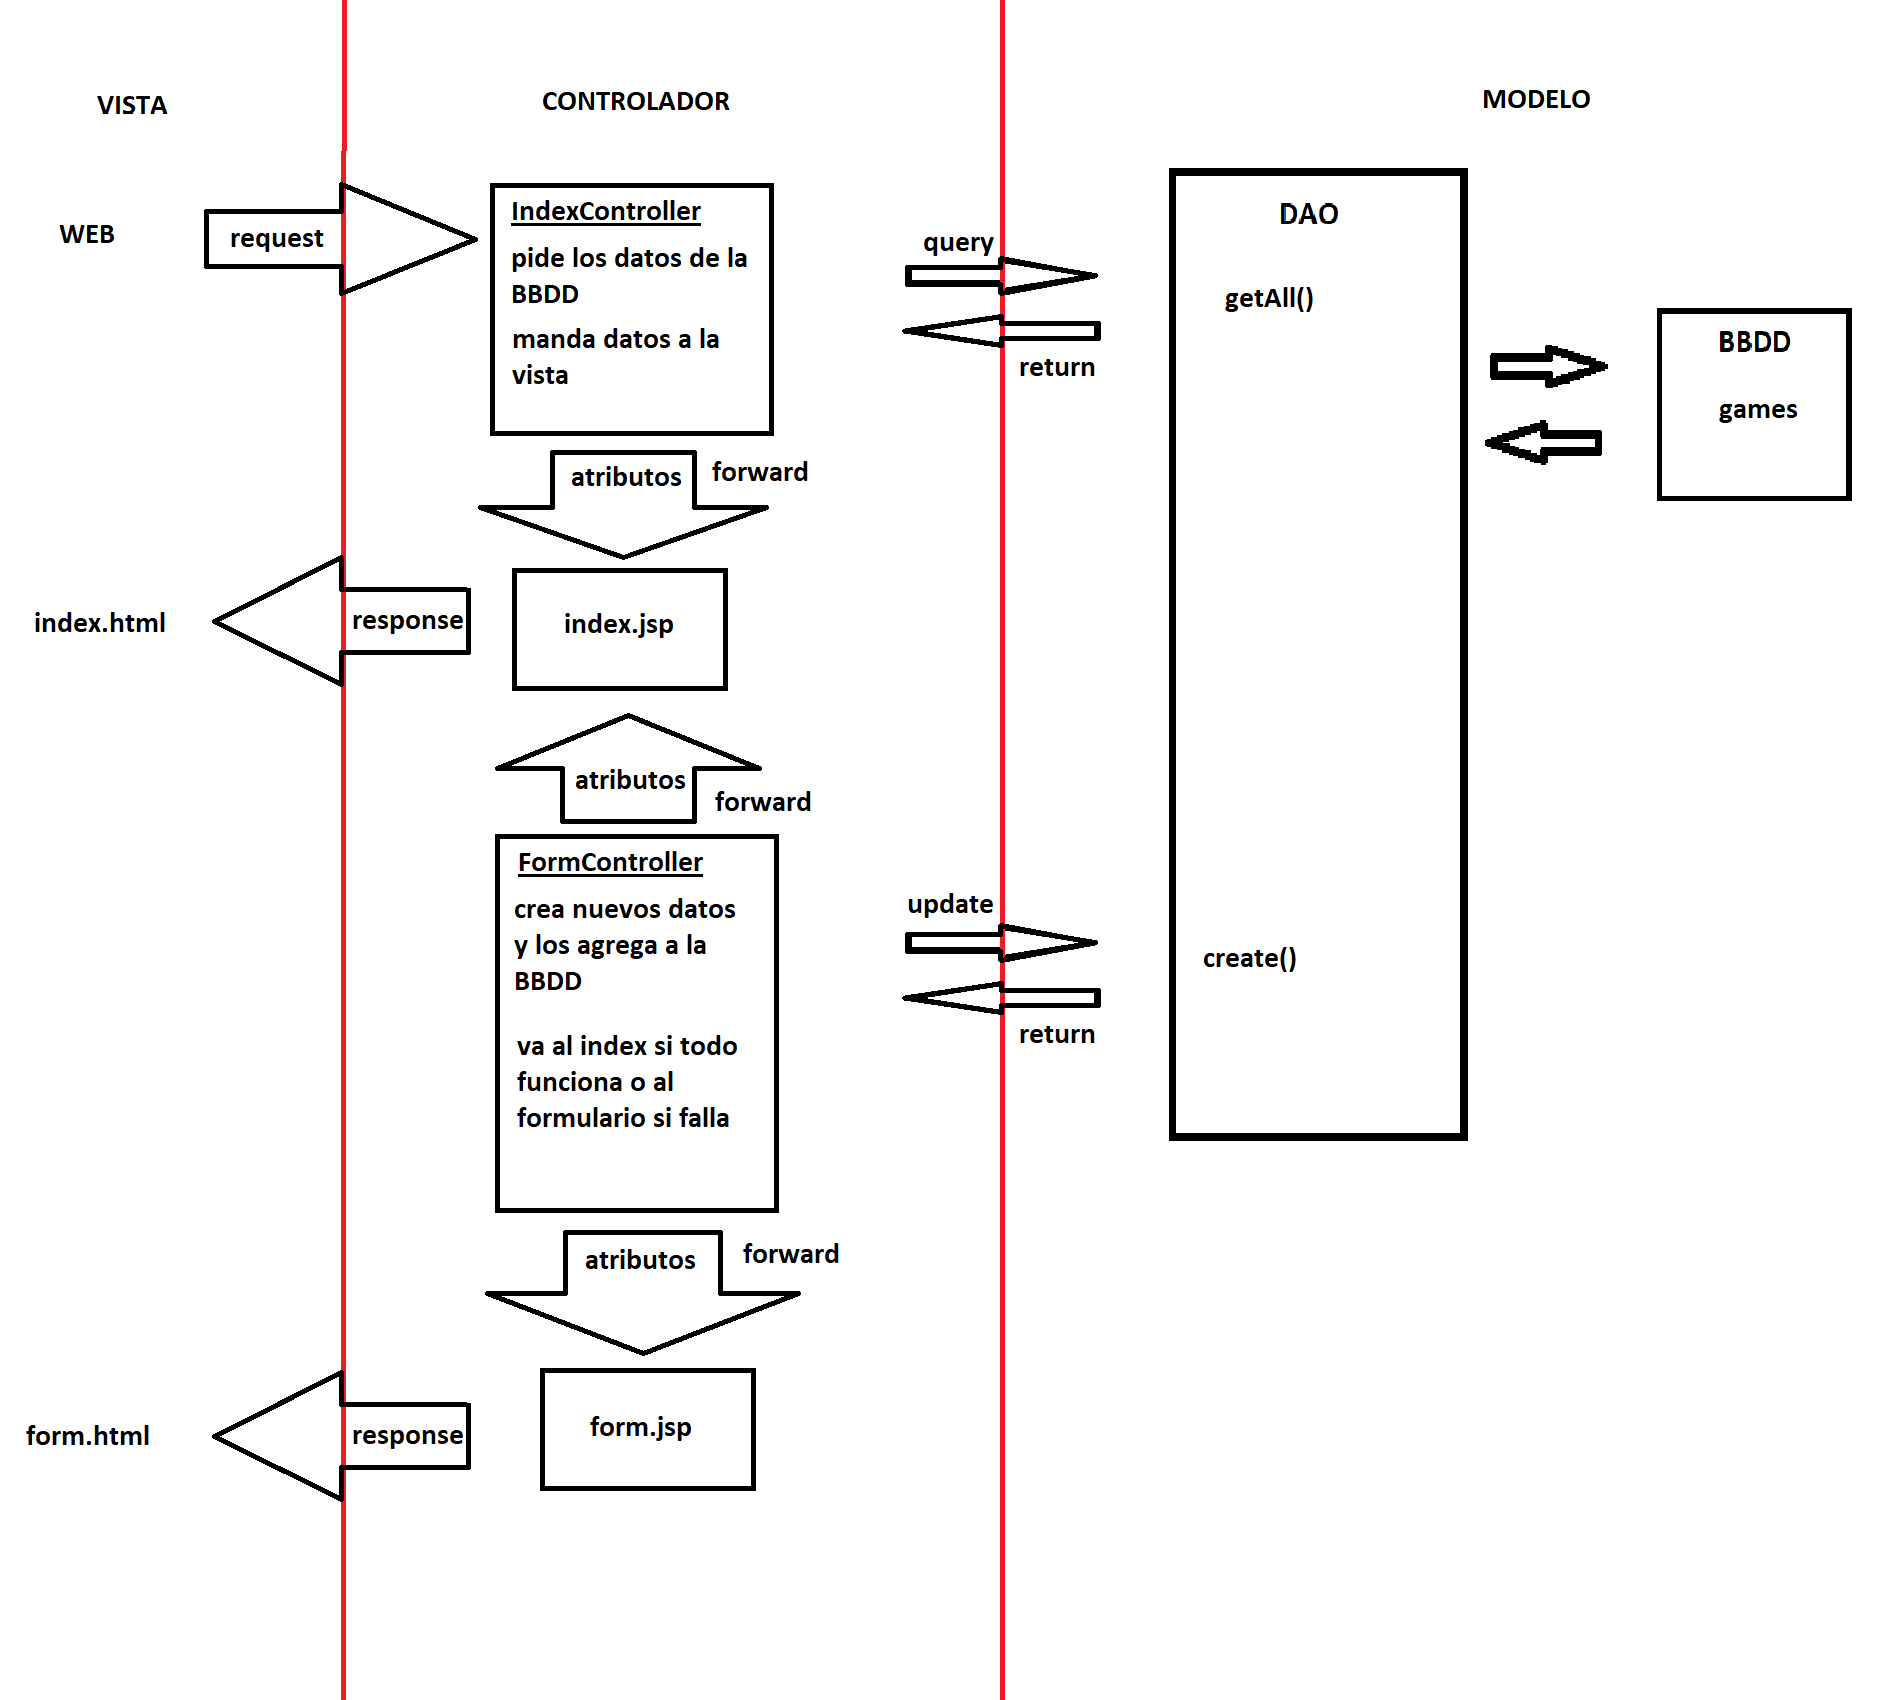 VISTA
CONTROLADOR
MODELO
WEB
request
IndexController
pide los datos de la
BBDD
manda datos a la
vista
query
return
DAO
getAll()
BBDD
games
atributos
forward
index.html
response
index.jsp
atributos
forward
FormController
crea nuevos datos
y los agrega a la
BBDD
va al index si todo
funciona o al
formulario si falla
update
return
create()
atributos
forward
form.html
response
form.jsp